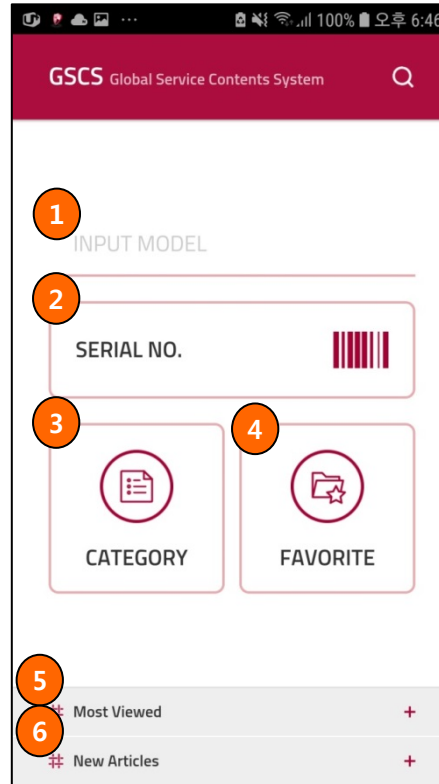 100% 오후 6:46
GSCS Global Service Contents System
1
INPUT MODEL
2
SERIAL NO.
3
4
CATEGORY
FAVORITE
5
# Most Viewed +
6
# New Articles +